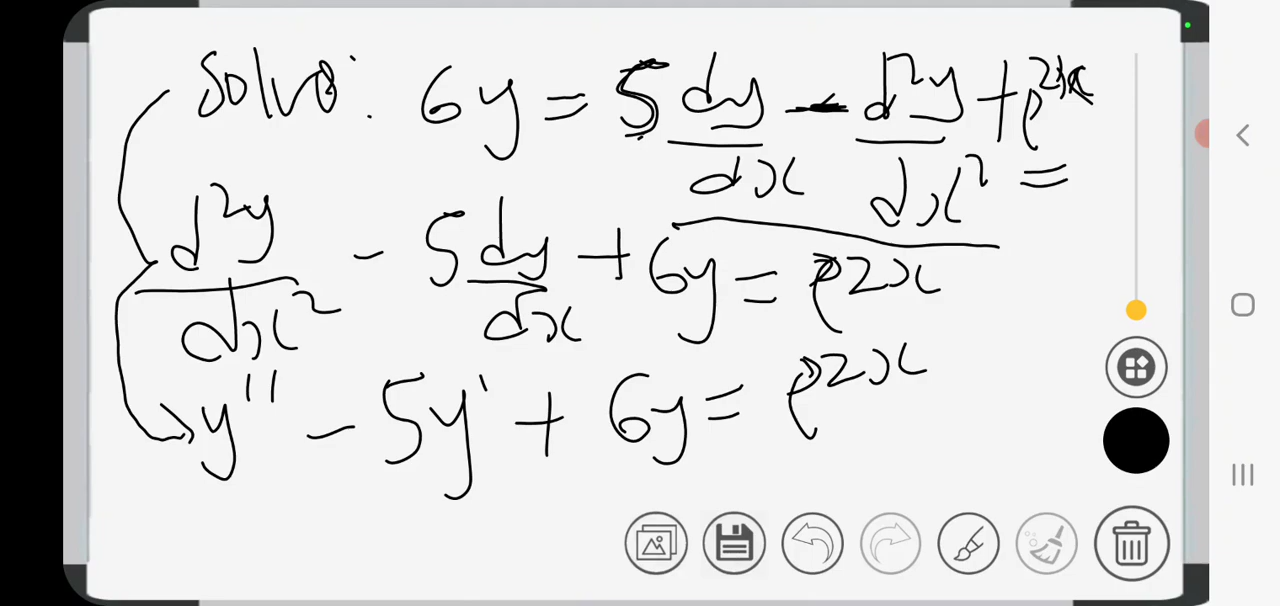 Solve: 6y = 5 dy/dx - d²y/dx² + e^2x =
d²y/dx² - 5 dy/dx + 6y = e^2x
y'' - 5y' + 6y = e^2x